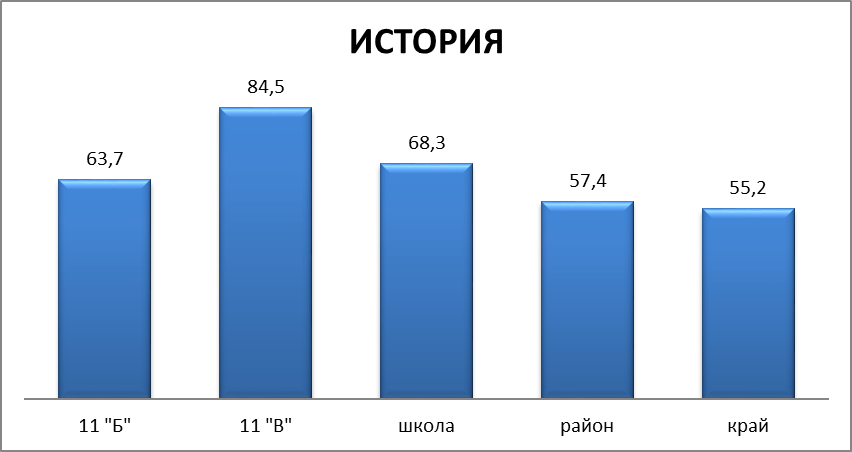 ИСТОРИЯ
84,5
68,3
63,7
57,4
55,2
11 "Б" 11 "В" школа район край